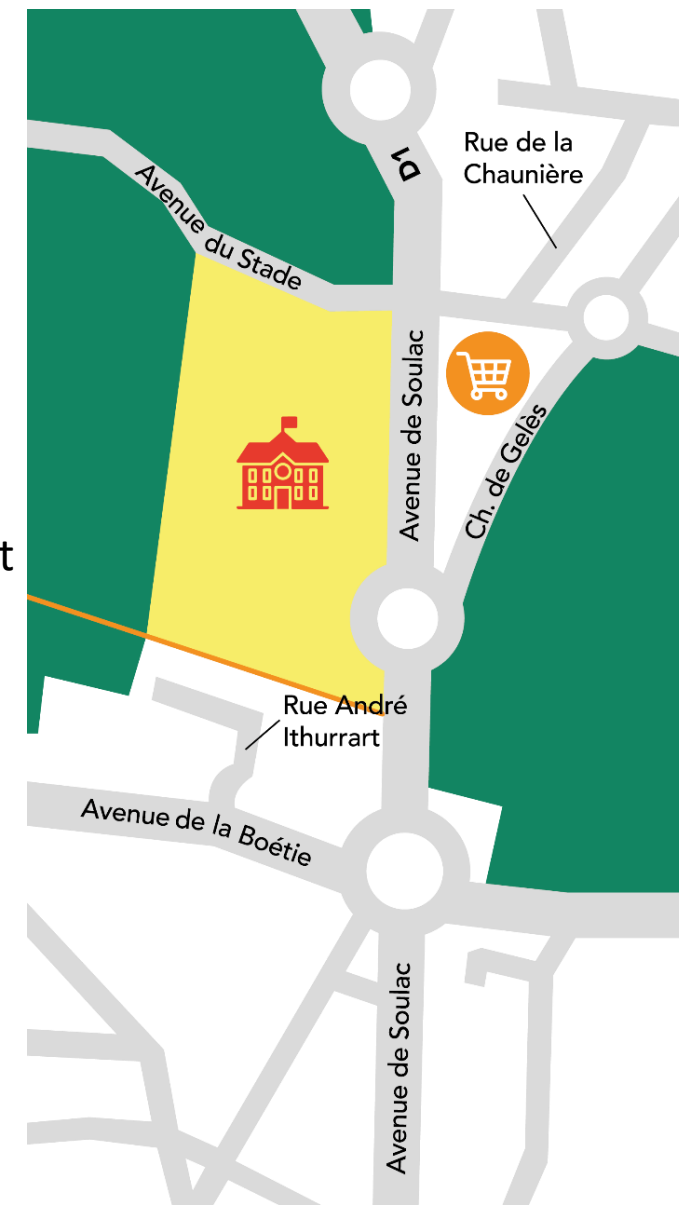 D1
Rue de la
Chaunière
Avenue du Stade
Avenue de Soulac
Ch. de Gelès
t
Rue André
Ithurrart
Avenue de la Boétie
Avenue de Soulac